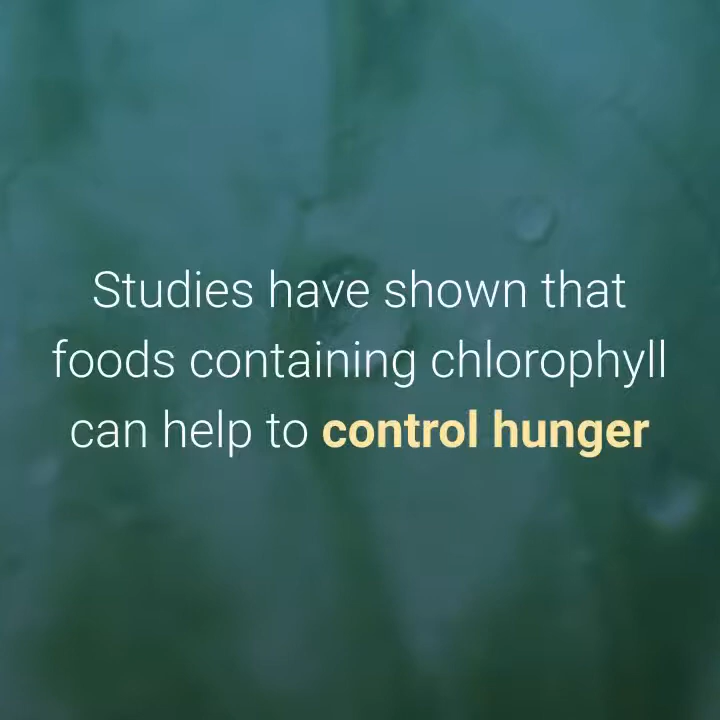 Studies have shown that
foods containing chlorophyll
can help to control hunger